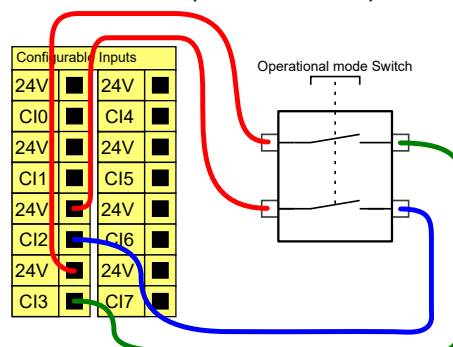 Configurable Inputs
24V 24V
CI0 CI4
24V 24V
CI1 CI5
24V 24V
CI2 CI6
24V 24V
CI3 CI7
Operational mode Switch